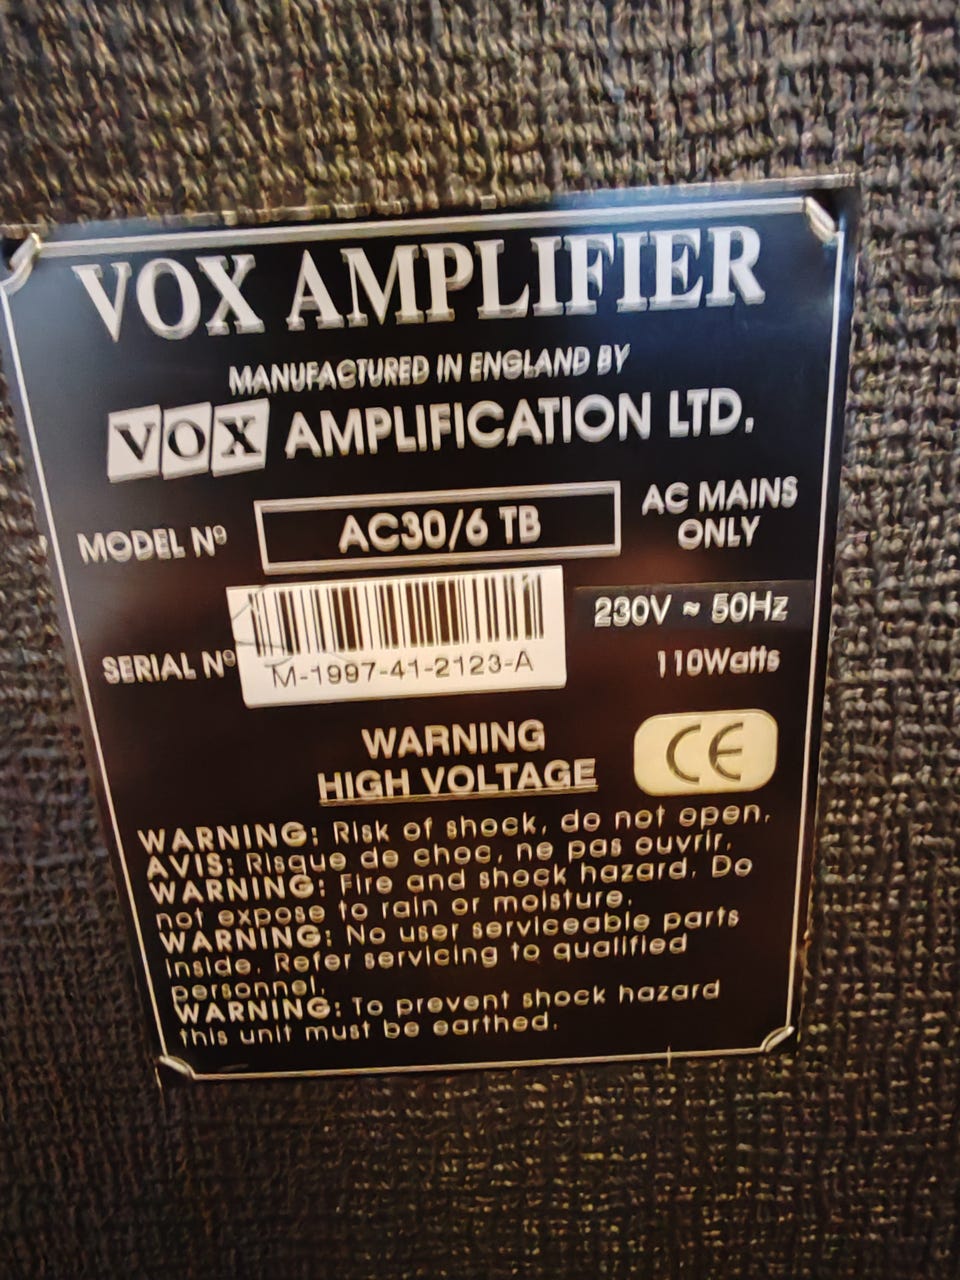 VOX AMPLIFIER
MANUFACTURED IN ENGLAND BY
VOX AMPLIFICATION LTD.
MODEL Nº AC30/6 TB AC MAINS ONLY
230V ~ 50Hz
SERIAL Nº M-1997-41-2123-A 110Watts
WARNING
HIGH VOLTAGE CE
WARNING: Risk of shock, do not open.
AVIS: Risque de choc, ne pas ouvrir.
WARNING: Fire and shock hazard. Do
not expose to rain or moisture.
WARNING: No user serviceable parts
inside. Refer servicing to qualified
personnel.
WARNING: To prevent shock hazard
this unit must be earthed.